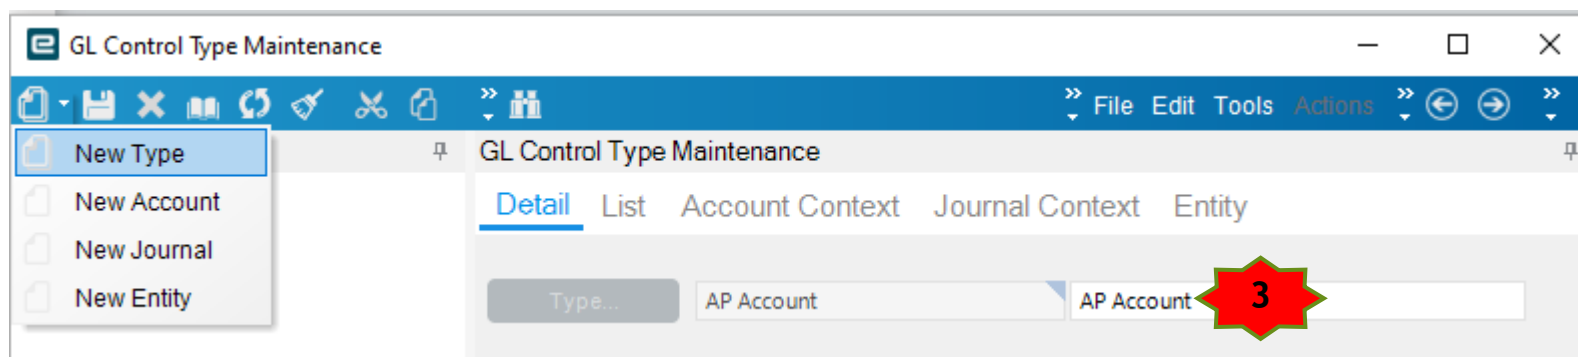 GL Control Type Maintenance
File Edit Tools Actions
New Type
New Account
New Journal
New Entity
GL Control Type Maintenance
Detail List Account Context Journal Context Entity
Type... AP Account AP Account 3